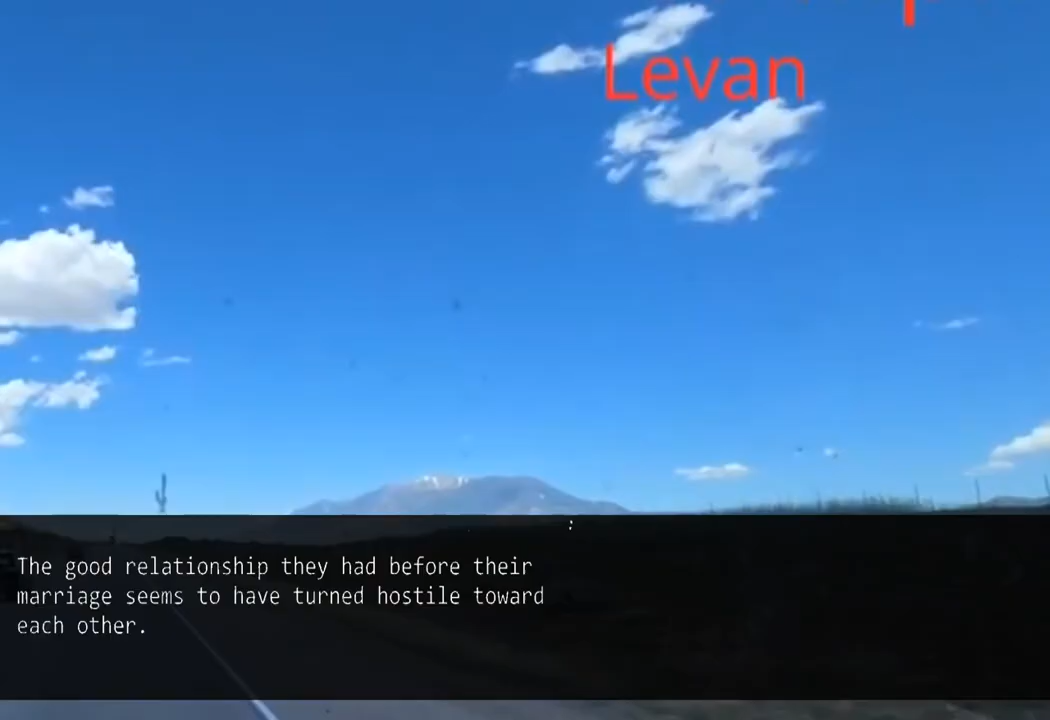 Levan
The good relationship they had before their
marriage seems to have turned hostile toward
each other.